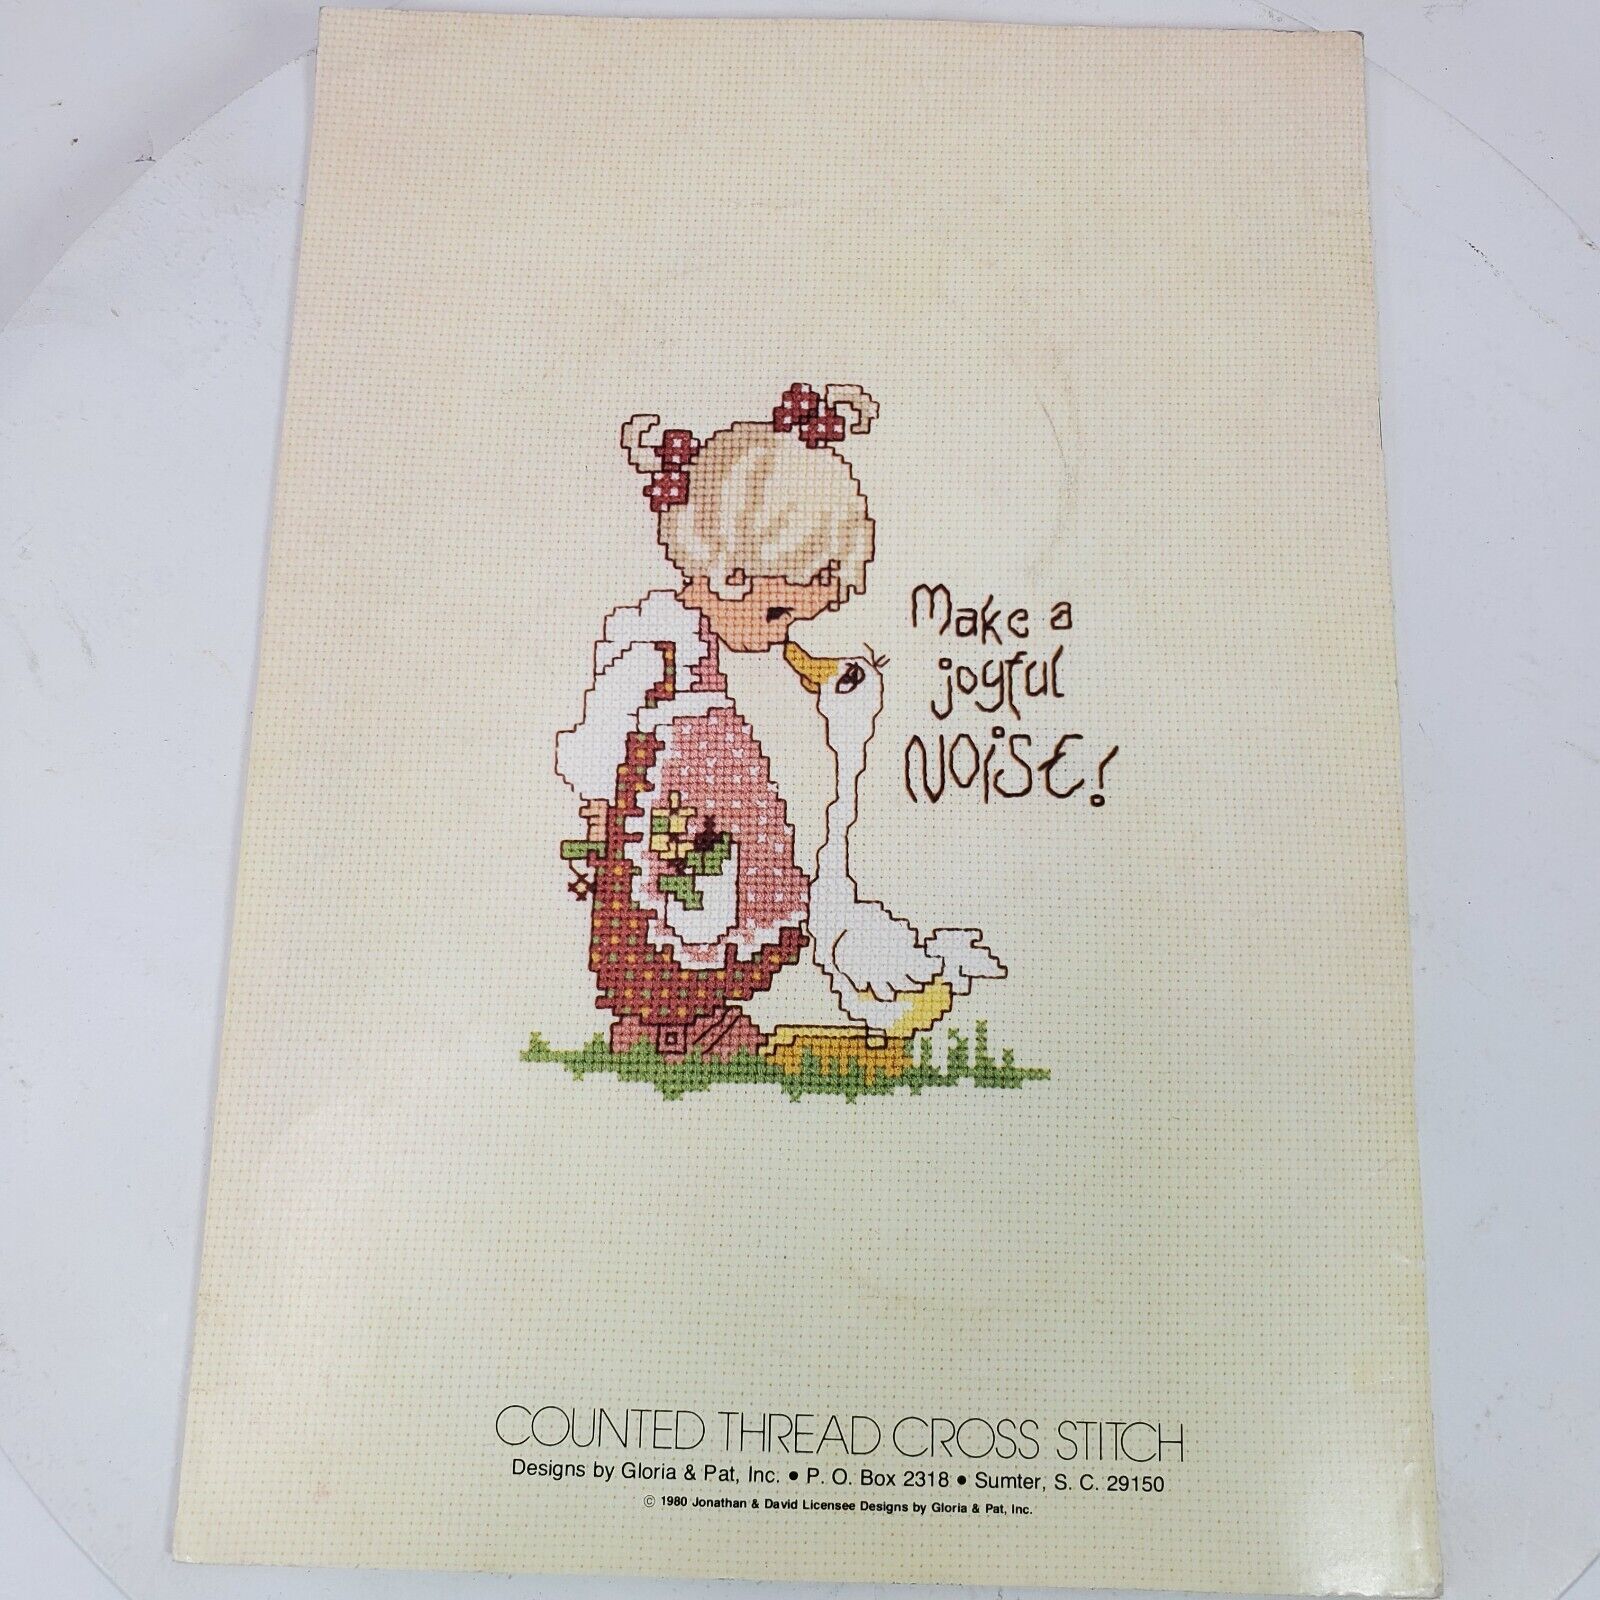 Make a
joyful
NOiSE!
COUNTED THREAD CROSS STITCH
Designs by Gloria & Pat, Inc. • P. O. Box 2318 • Sumter, S. C. 29150
© 1980 Jonathan & David Licensee Designs by Gloria & Pat, Inc.